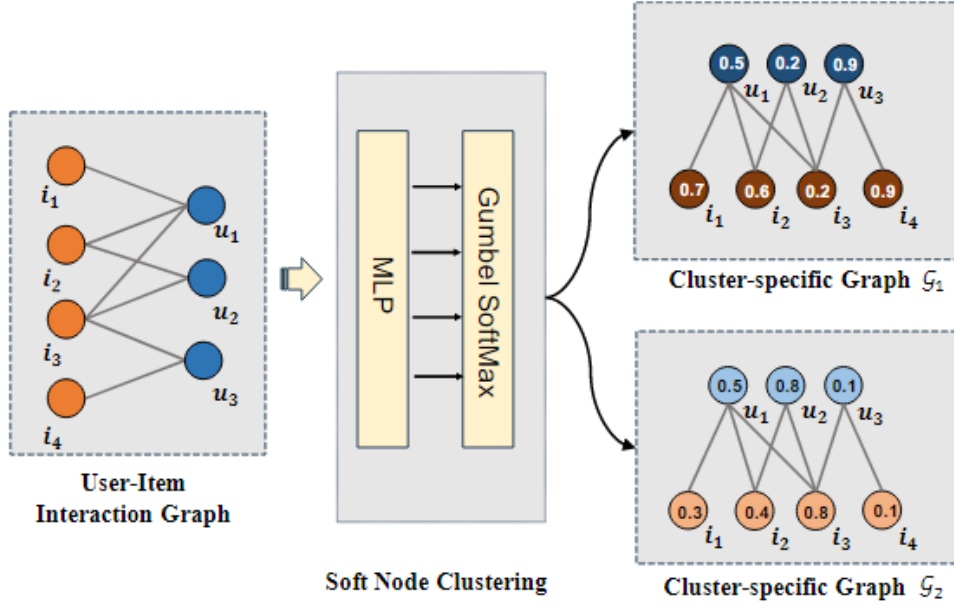 i₁
i₂
i₃
i₄
u₁
u₂
u₃
User-Item
Interaction Graph
MLP
Gumbel SoftMax
Soft Node Clustering
0.5 0.2 0.9
u₁ u₂ u₃
0.7 0.6 0.2 0.9
i₁ i₂ i₃ i₄
Cluster-specific Graph 𝒢₁
0.5 0.8 0.1
u₁ u₂ u₃
0.3 0.4 0.8 0.1
i₁ i₂ i₃ i₄
Cluster-specific Graph 𝒢₂